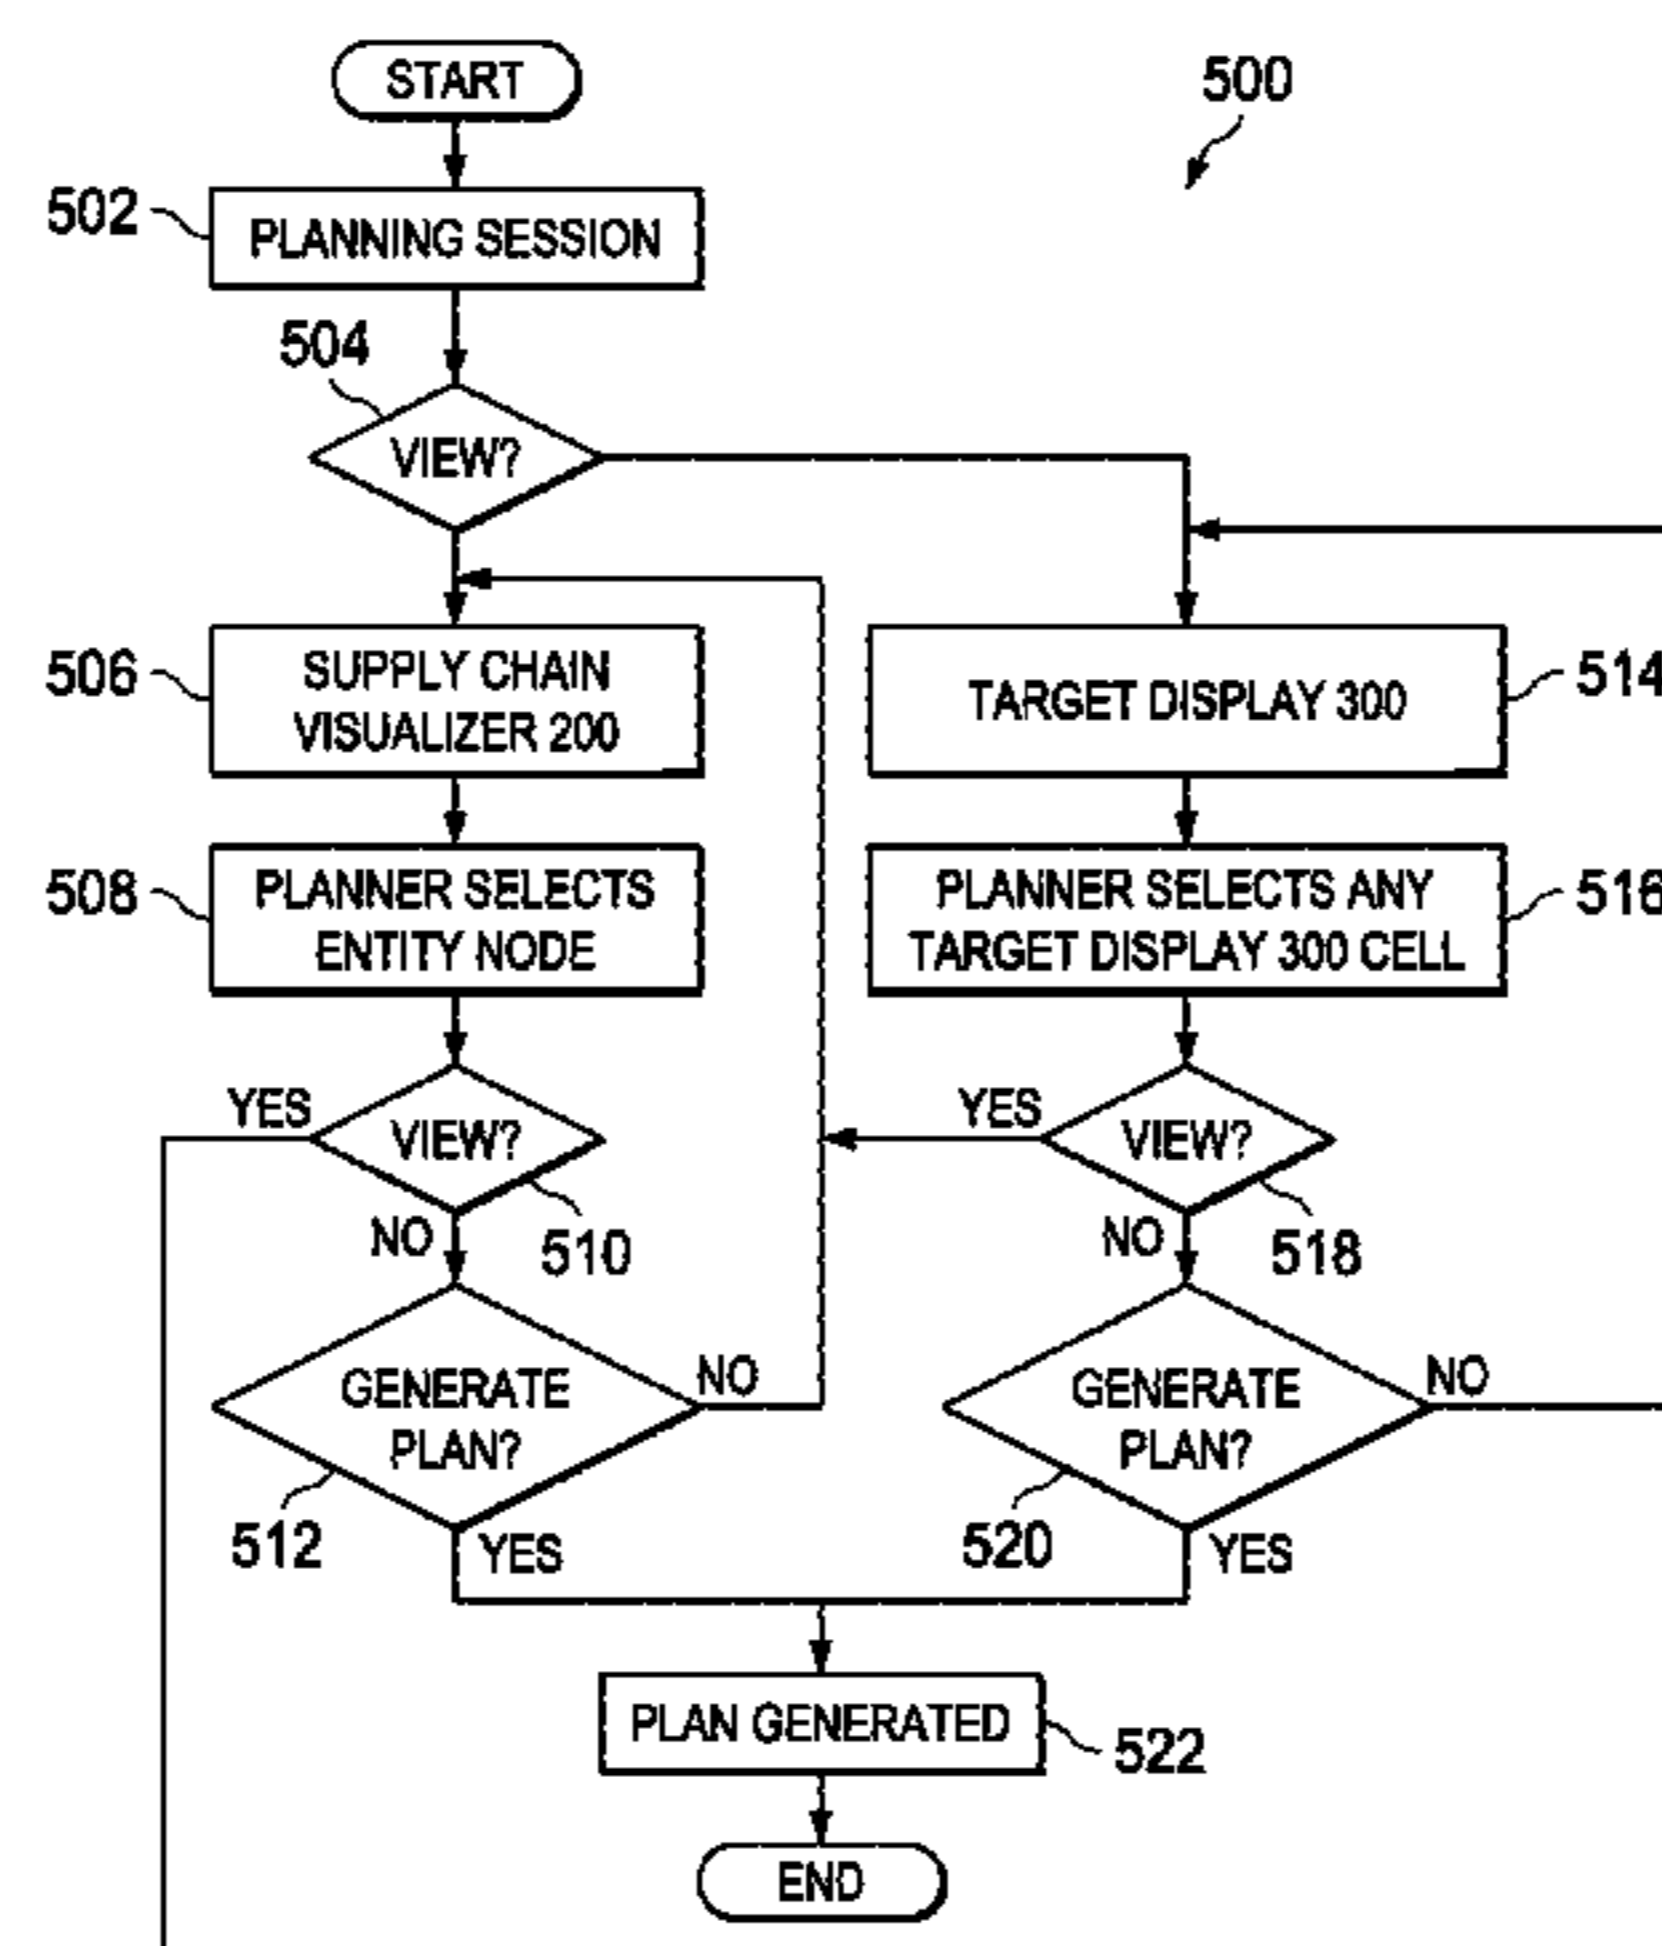 START
500
502
PLANNING SESSION
504
VIEW?
506
SUPPLY CHAIN
VISUALIZER 200
TARGET DISPLAY 300
514
508
PLANNER SELECTS
ENTITY NODE
PLANNER SELECTS ANY
TARGET DISPLAY 300 CELL
516
YES
VIEW?
NO
510
YES
VIEW?
NO
518
GENERATE
PLAN?
NO
512
YES
GENERATE
PLAN?
NO
520
YES
PLAN GENERATED
522
END